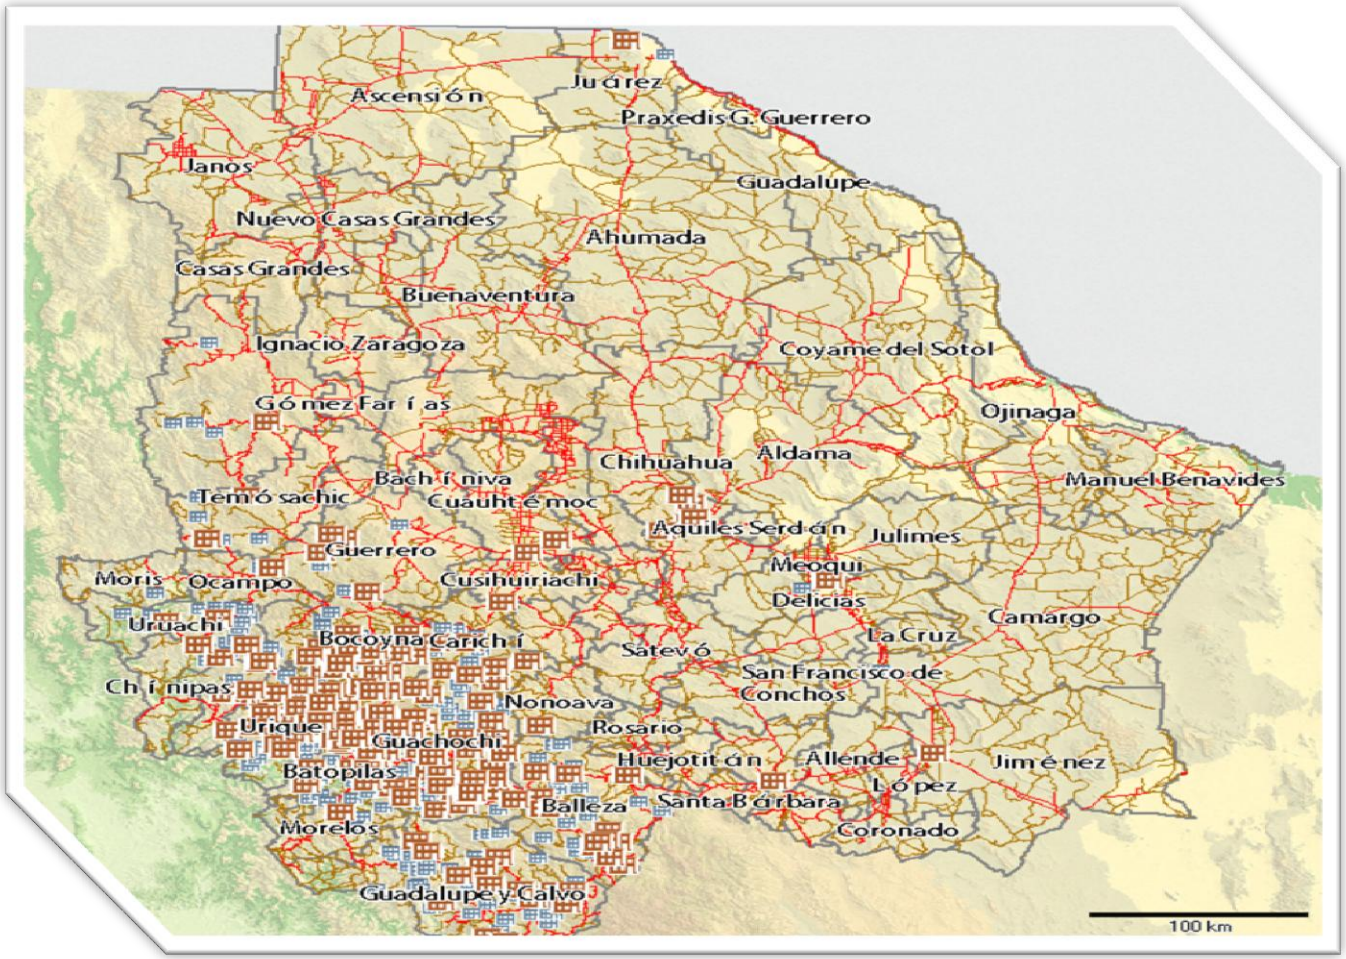 Juárez
Ascensión
Praxedis G. Guerrero
Janos
Guadalupe
Nuevo Casas Grandes
Ahumada
Casas Grandes
Buenaventura
Ignacio Zaragoza
Coyame del Sotol
Gómez Farías
Ojinaga
Chihuahua
Aldama
Bachíniva
Manuel Benavides
Temósachic
Cuauhtémoc
Aquiles Serdán
Julimes
Guerrero
Meoqui
Moris
Ocampo
Cusihuiriachi
Delicias
Camargo
Uruachi
Bocoyna
Carichí
La Cruz
Satevó
San Francisco de
Conchos
Chínipas
Nonoava
Urique
Rosario
Guachochi
Huejotitán
Allende
Jiménez
Batopilas
López
Balleza
Santa Bárbara
Morelos
Coronado
Guadalupe y Calvo
100 km